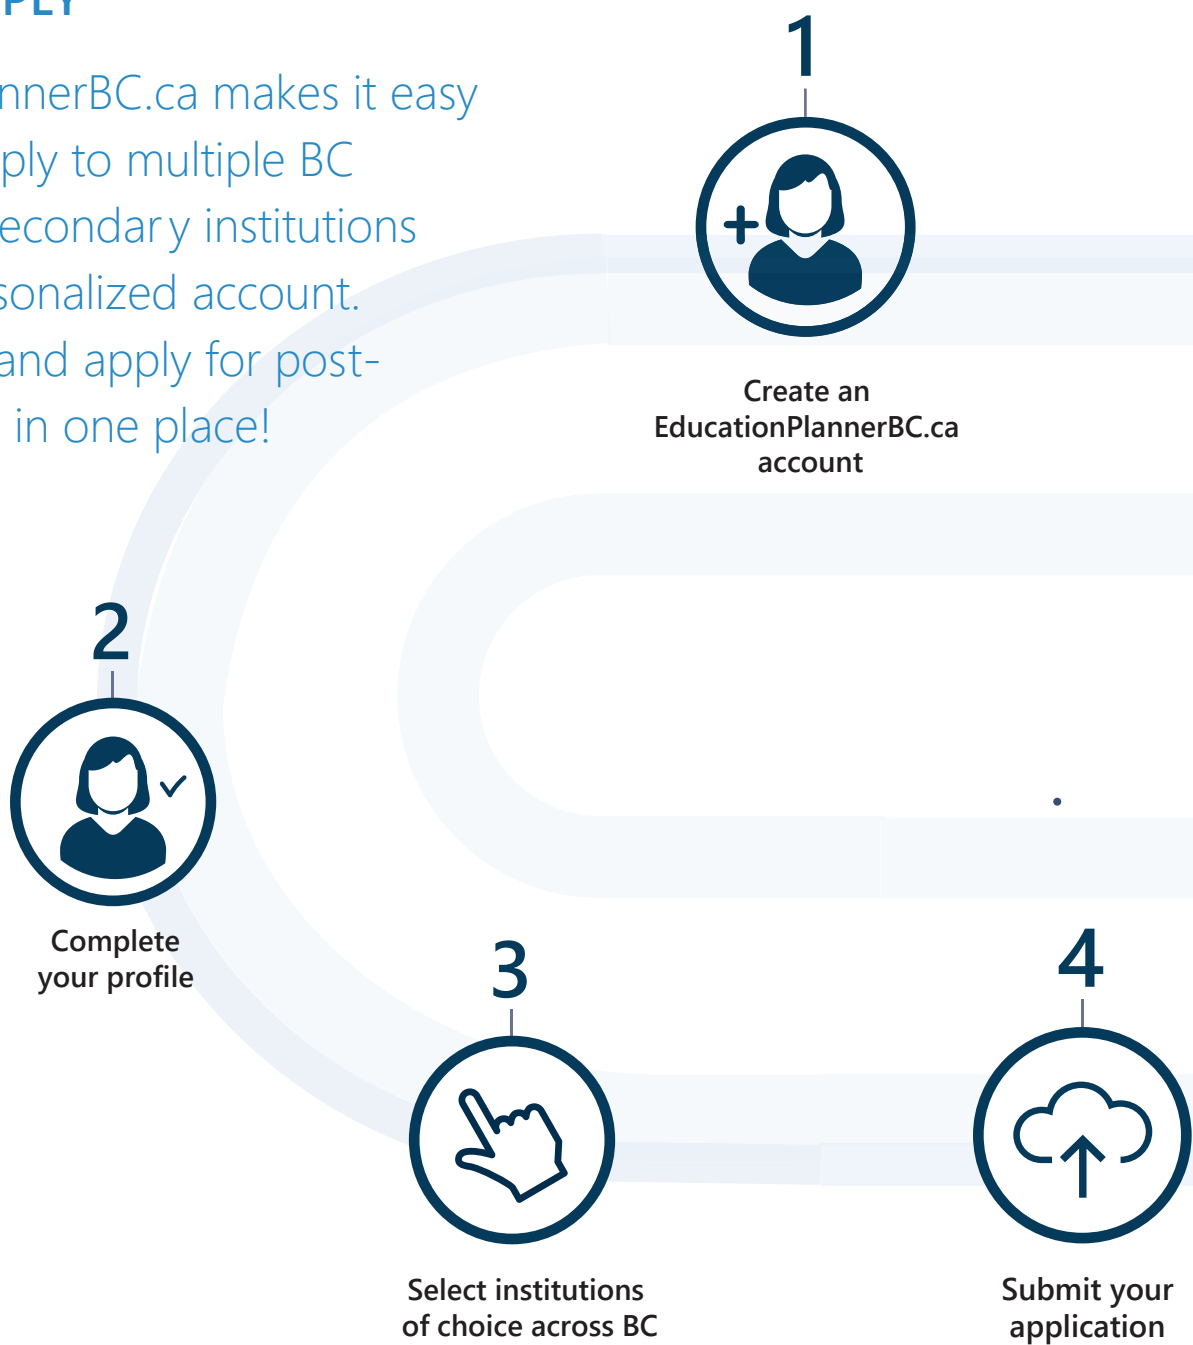 PLY
nnerBC.ca makes it easy
ply to multiple BC
econdary institutions
sonalized account.
and apply for post-
in one place!
1
Create an
EducationPlannerBC.ca
account
2
Complete
your profile
3
Select institutions
of choice across BC
4
Submit your
application